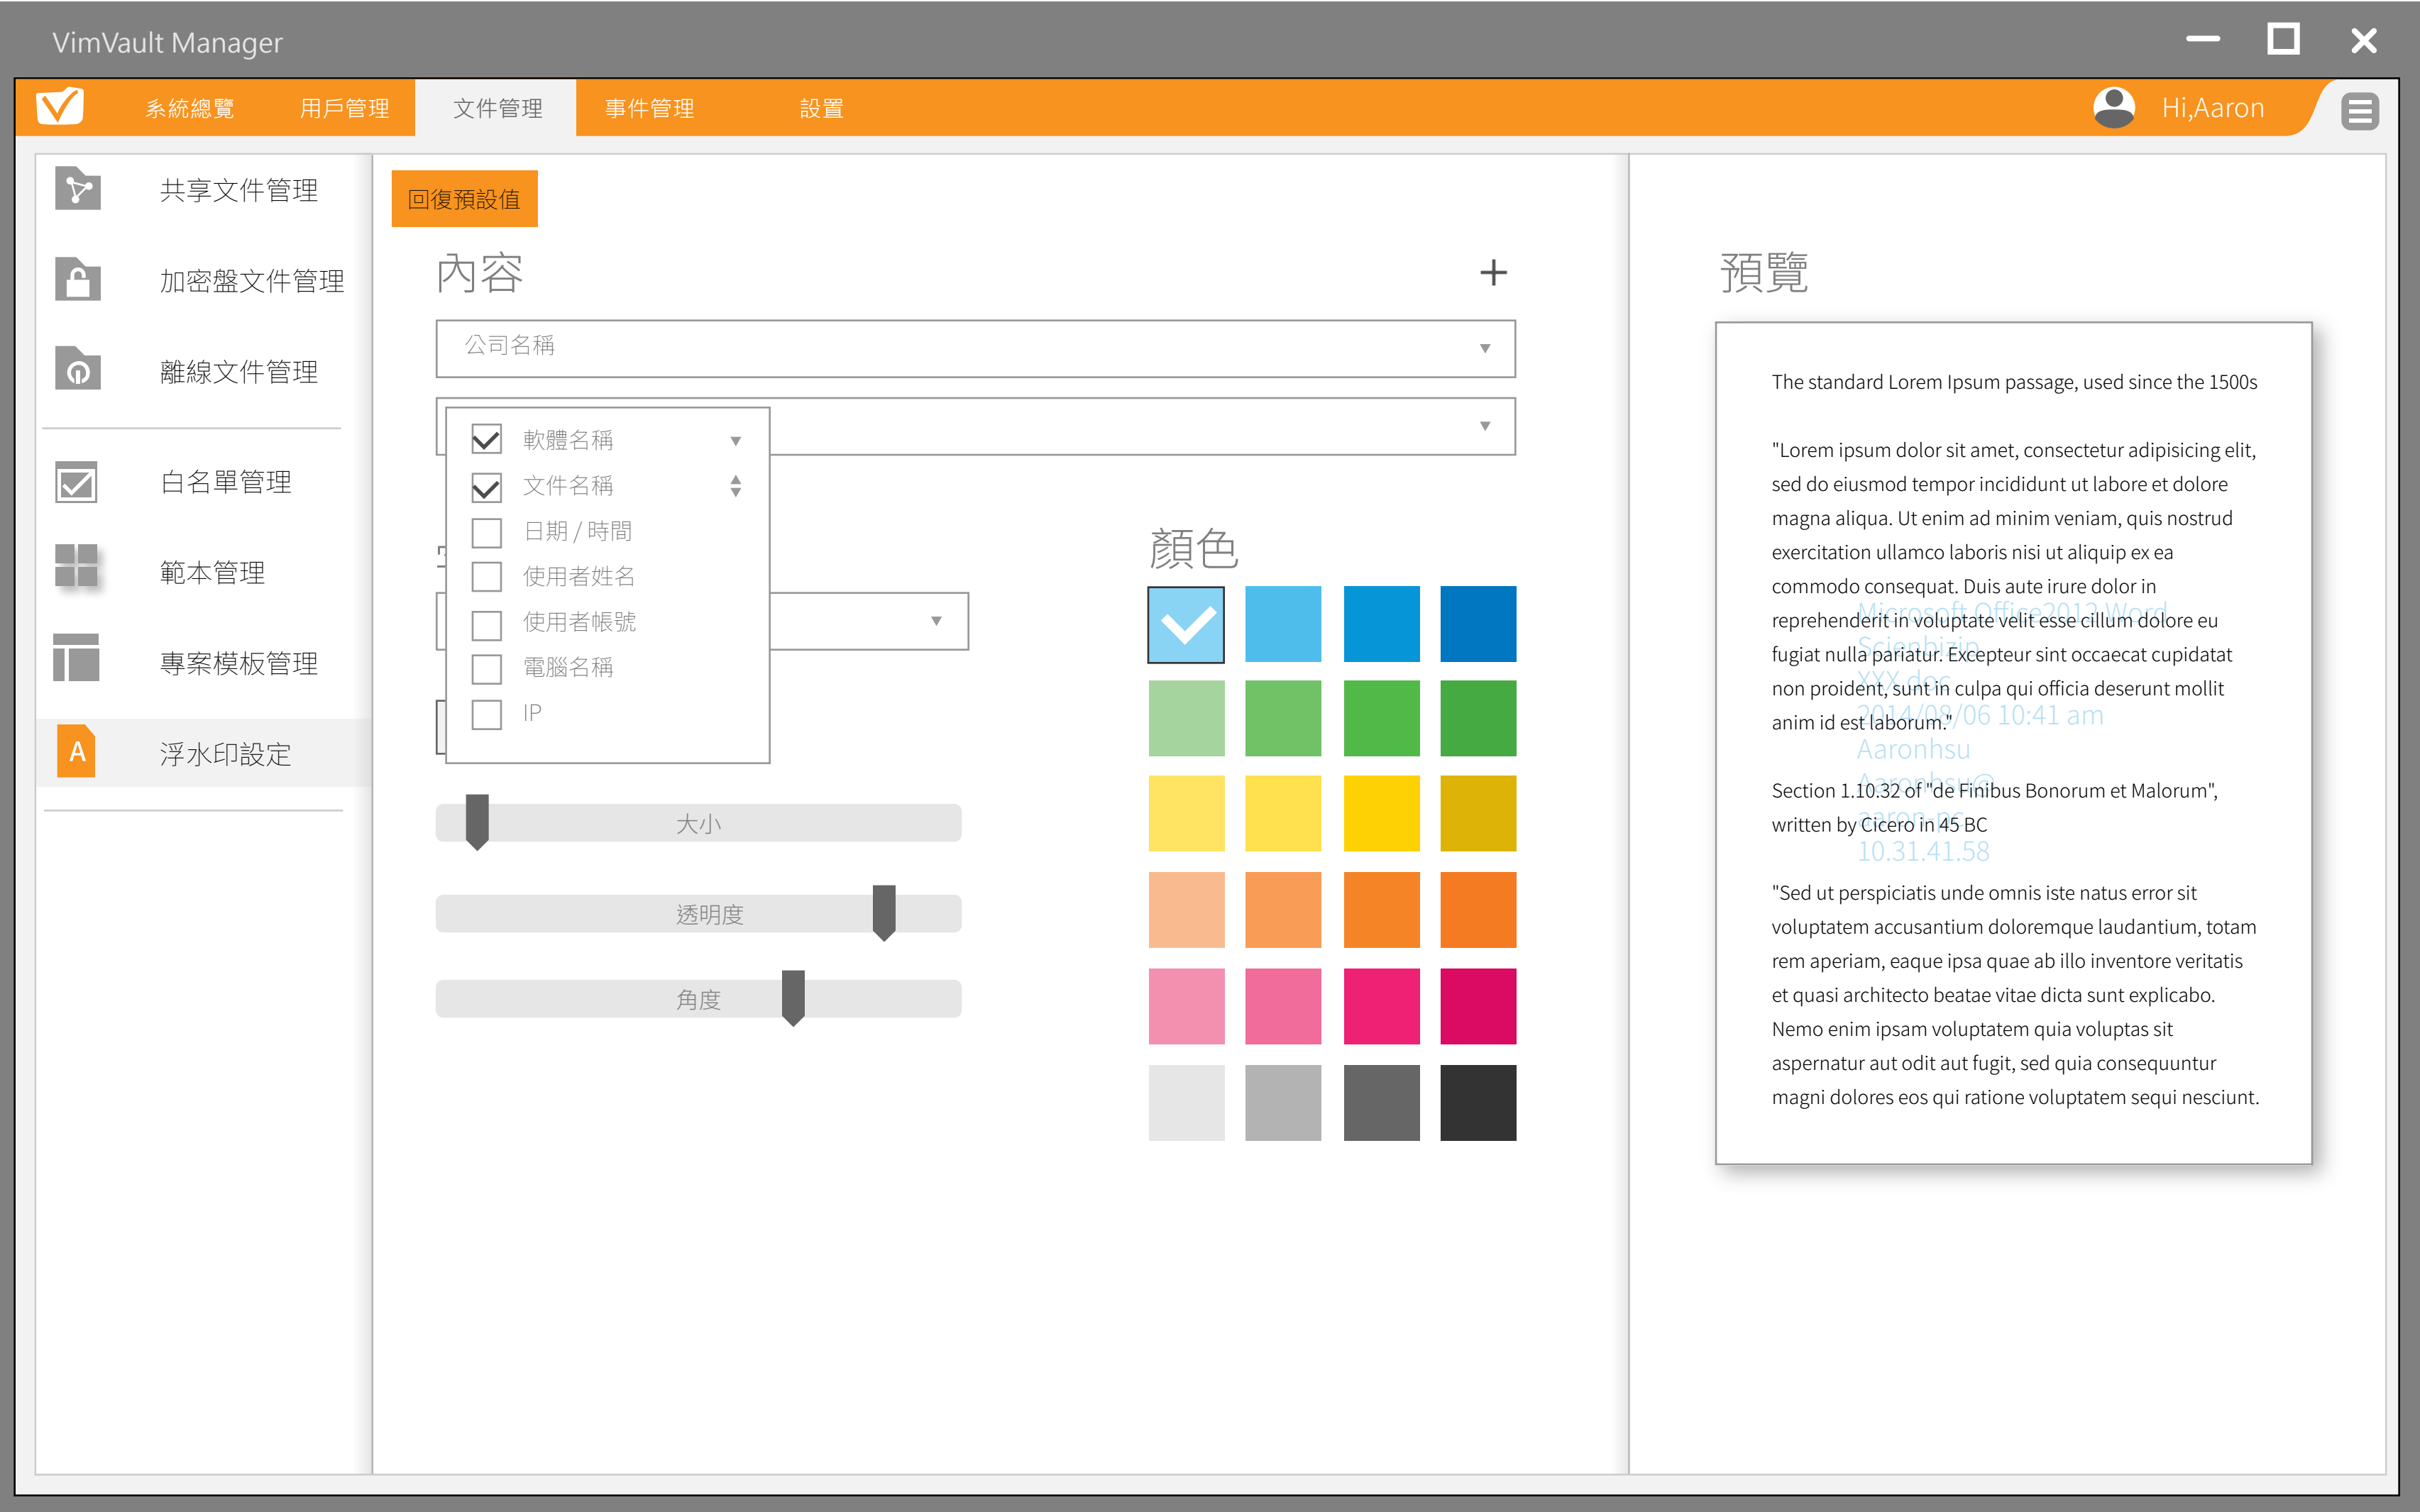 VimVault Manager
系統總覽
用戶管理
文件管理
事件管理
設置
Hi,Aaron
共享文件管理
加密盤文件管理
離線文件管理
白名單管理
範本管理
專案模板管理
A
浮水印設定
回復預設值
內容
+
公司名稱
軟體名稱
文件名稱
日期 / 時間
使用者姓名
使用者帳號
電腦名稱
IP
大小
透明度
角度
顏色
預覽
The standard Lorem Ipsum passage, used since the 1500s
"Lorem ipsum dolor sit amet, consectetur adipisicing elit,
sed do eiusmod tempor incididunt ut labore et dolore
magna aliqua. Ut enim ad minim veniam, quis nostrud
exercitation ullamco laboris nisi ut aliquip ex ea
commodo consequat. Duis aute irure dolor in
reprehenderit in voluptate velit esse cillum dolore eu
fugiat nulla pariatur. Excepteur sint occaecat cupidatat
non proident, sunt in culpa qui officia deserunt mollit
anim id est laborum."
Section 1.10.32 of "de Finibus Bonorum et Malorum",
written by Cicero in 45 BC
"Sed ut perspiciatis unde omnis iste natus error sit
voluptatem accusantium doloremque laudantium, totam
rem aperiam, eaque ipsa quae ab illo inventore veritatis
et quasi architecto beatae vitae dicta sunt explicabo.
Nemo enim ipsam voluptatem quia voluptas sit
aspernatur aut odit aut fugit, sed quia consequuntur
magni dolores eos qui ratione voluptatem sequi nesciunt.
Microsoft Office2012 Word
Scienbizip
XXX.doc
2014/08/06 10:41 am
Aaronhsu
Aaronhsu@
aaron-pc
10.31.41.58